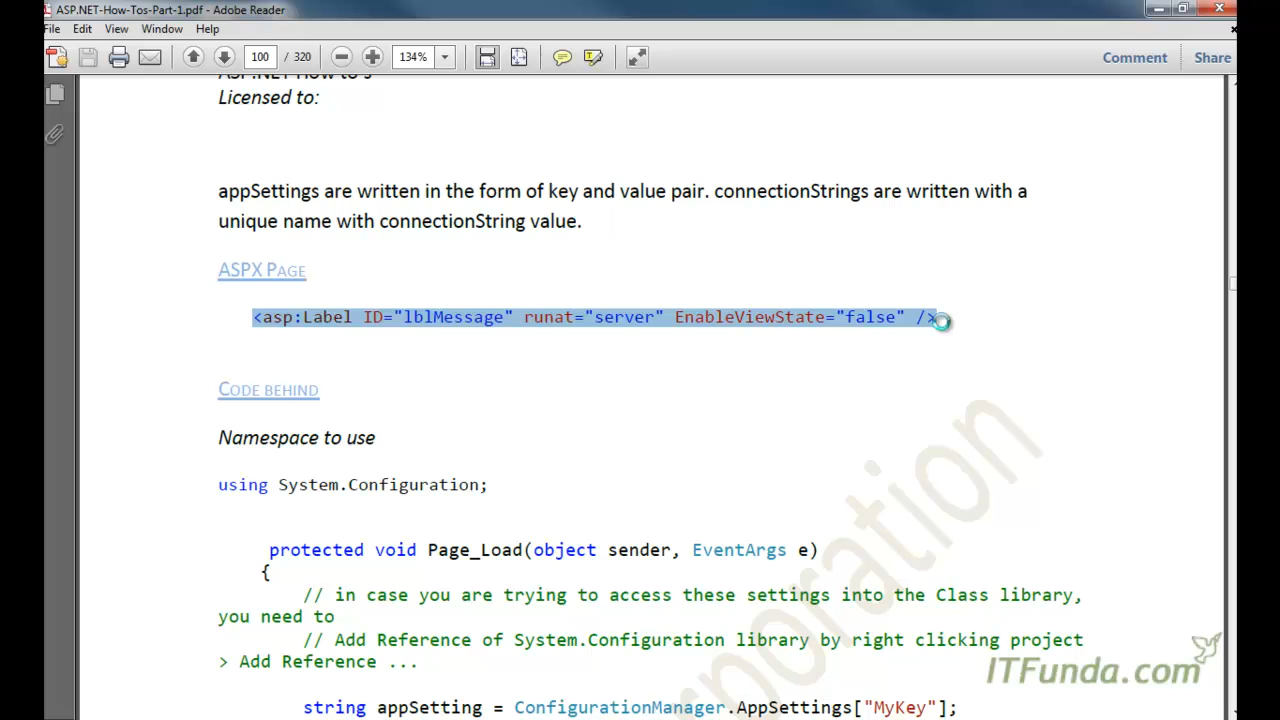 ASP.NET-How-Tos-Part-1.pdf - Adobe Reader
File Edit View Window Help
100 / 320 134% Comment Share
ASP.NET How to's
Licensed to:
appSettings are written in the form of key and value pair. connectionStrings are written with a
unique name with connectionString value.
ASPX PAGE
<asp:Label ID="lblMessage" runat="server" EnableViewState="false" />
CODE BEHIND
Namespace to use
using System.Configuration;
protected void Page_Load(object sender, EventArgs e)
{
// in case you are trying to access these settings into the Class library,
you need to
// Add Reference of System.Configuration library by right clicking project
> Add Reference ...
string appSetting = ConfigurationManager.AppSettings["MyKey"];
poration
ITFunda.com